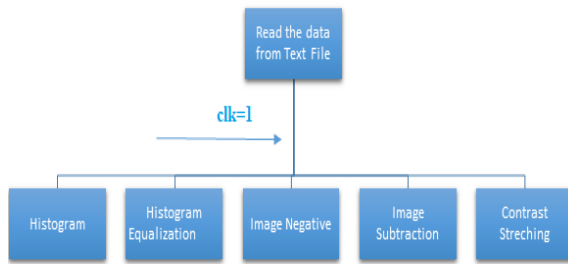 Read the data
from Text File
clk=1
Histogram
Histogram
Equalization
Image Negative
Image
Subtraction
Contrast
Streching